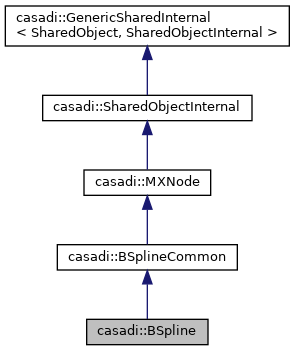 casadi::GenericSharedInternal
< SharedObject, SharedObjectInternal >
casadi::SharedObjectInternal
casadi::MXNode
casadi::BSplineCommon
casadi::BSpline